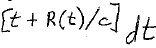 [t + R(t)/c] dt